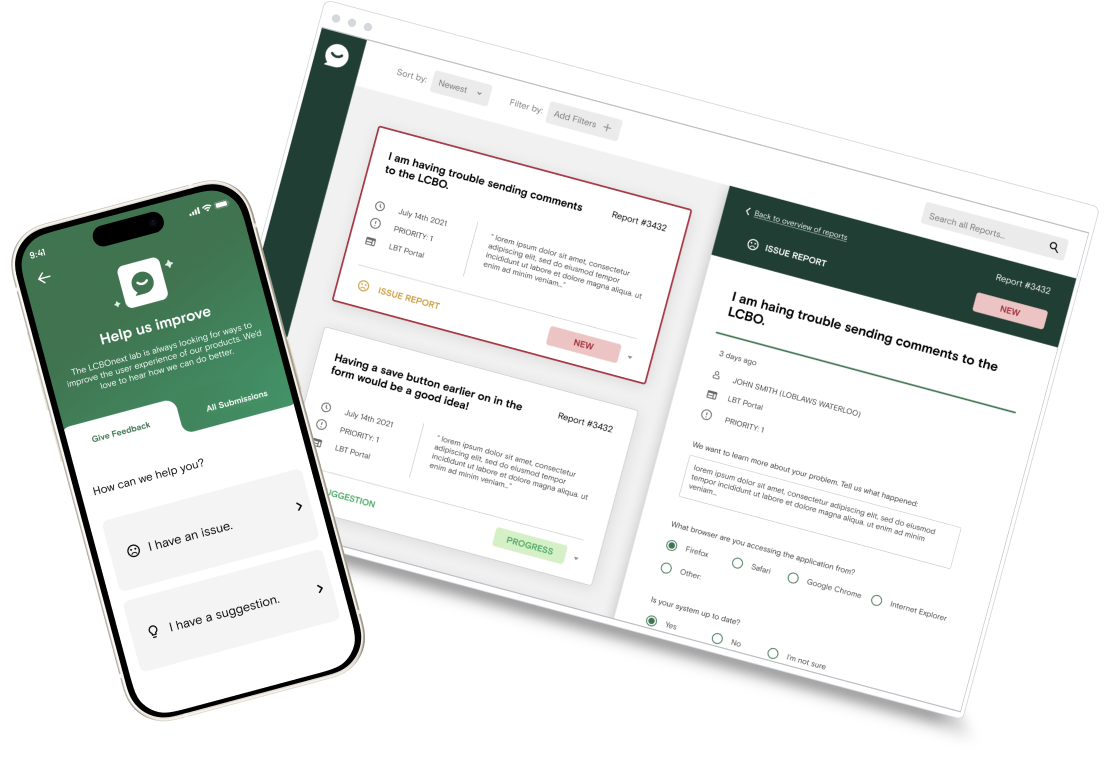 9:41
Help us improve
The LCBOnext lab is always looking for ways to
improve the user experience of our products. We'd
love to hear how we can do better.
Give Feedback
All Submissions
How can we help you?
I have an issue.
I have a suggestion.
Sort by:
Newest
Filter by:
Add Filters
I am having trouble sending comments
to the LCBO.
Report #3432
July 14th 2021
PRIORITY: 1
LBT Portal
" lorem ipsum dolor sit amet, consectetur
adipiscing elit, sed do eiusmod tempor
incididunt ut labore et dolore magna aliqua. ut
enim ad minim veniam..."
ISSUE REPORT
NEW
Having a save button earlier on in the
form would be a good idea!
Report #3432
July 14th 2021
PRIORITY: 1
LBT Portal
" lorem ipsum dolor sit amet, consectetur
adipiscing elit, sed do eiusmod tempor
incididunt ut labore et dolore magna aliqua. ut
enim ad minim veniam..."
UGGESTION
PROGRESS
Search all Reports...
Back to overview of reports
ISSUE REPORT
Report #3432
NEW
I am haing trouble sending comments to the
LCBO.
3 days ago
JOHN SMITH (LOBLAWS WATERLOO)
LBT Portal
PRIORITY: 1
We want to learn more about your problem. Tell us what happened:
lorem ipsum dolor sit amet, consectetur adipiscing elit, sed do eiusmod
tempor incididunt ut labore et dolore magna aliqua. ut enim ad minim
veniam...
What browser are you accessing the application from?
Firefox
Safari
Google Chrome
Internet Explorer
Other:
Is your system up to date?
Yes
No
I'm not sure